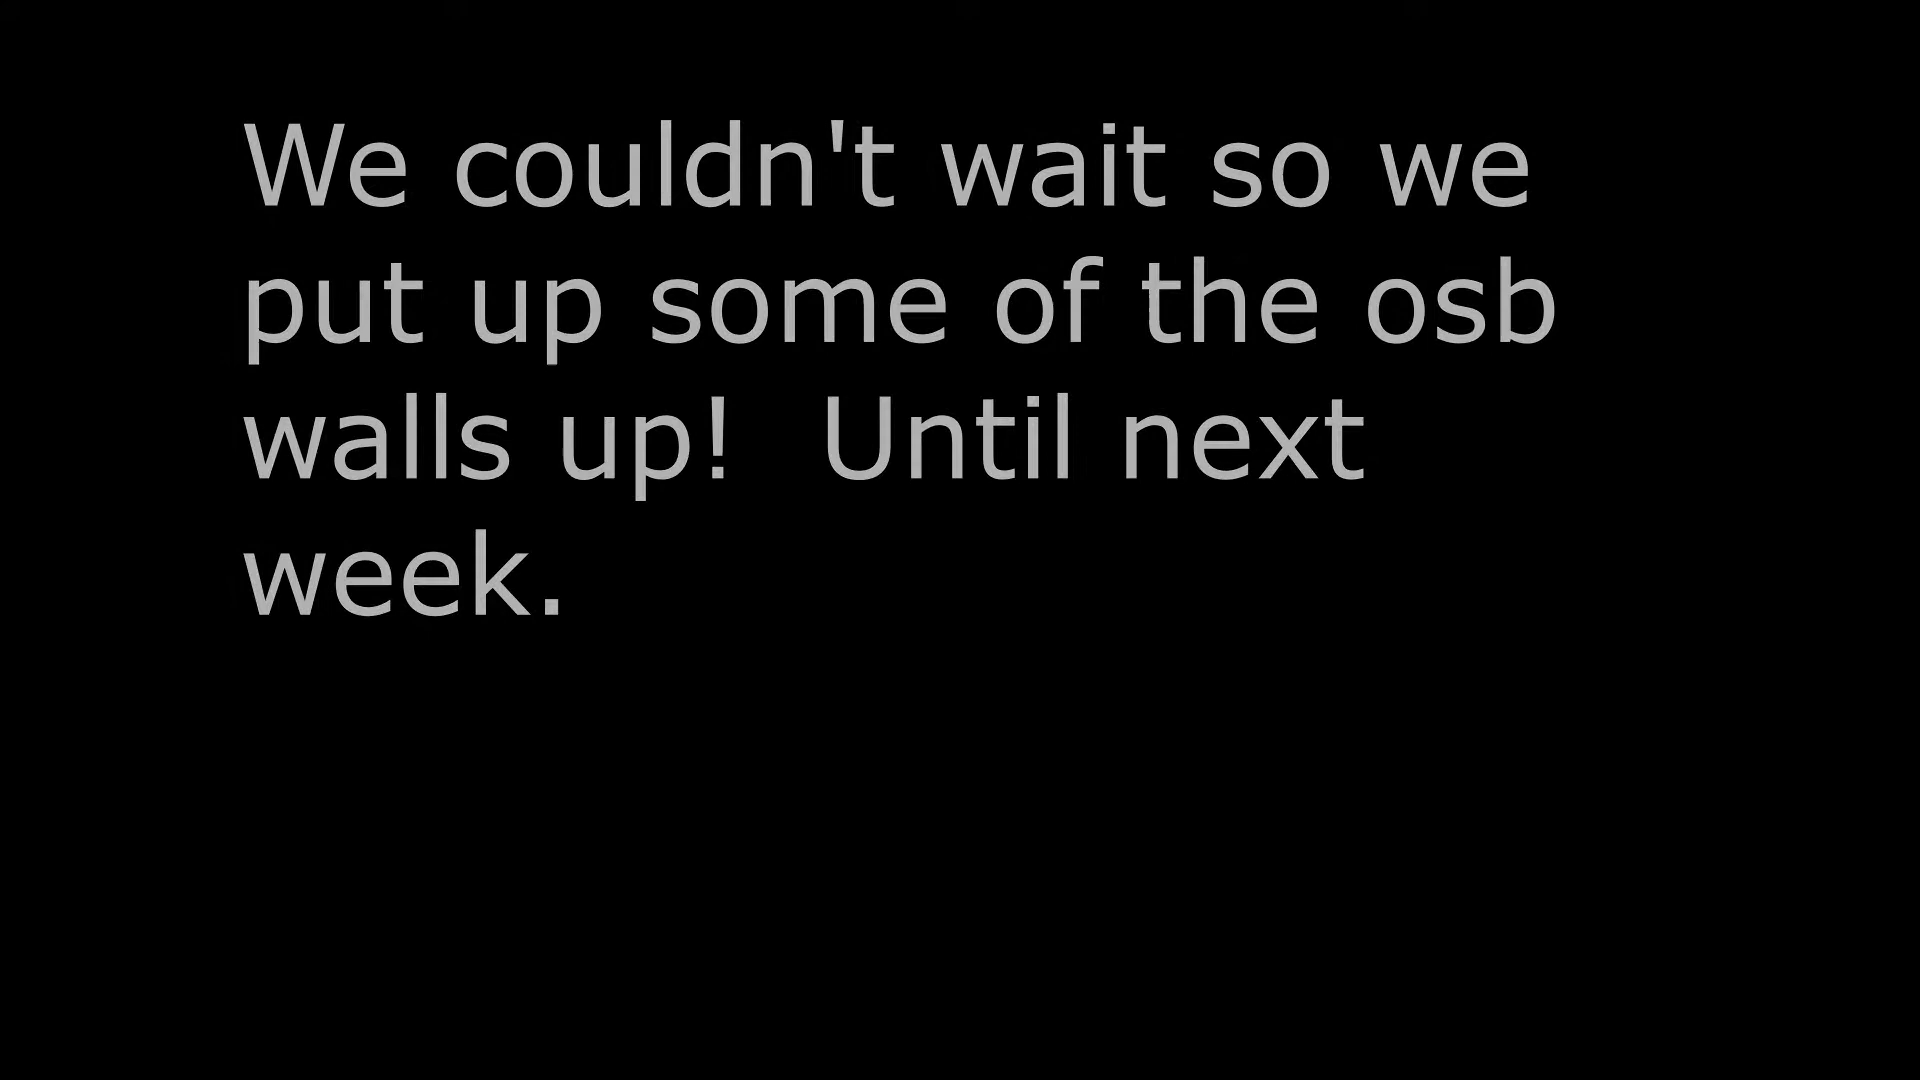 We couldn't wait so we
put up some of the osb
walls up!  Until next
week.